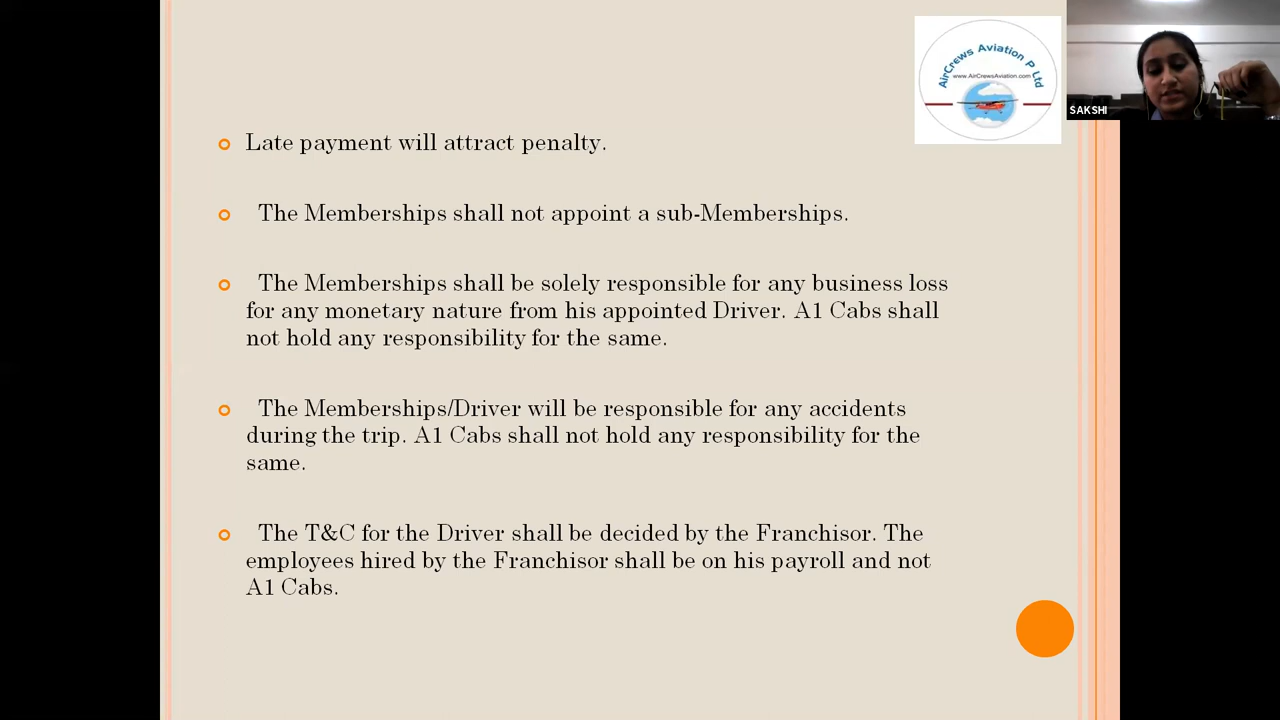 AirCrews Aviation P Ltd
www.AirCrewsAviation.com
SAKSHI
Late payment will attract penalty.
The Memberships shall not appoint a sub-Memberships.
The Memberships shall be solely responsible for any business loss
for any monetary nature from his appointed Driver. A1 Cabs shall
not hold any responsibility for the same.
The Memberships/Driver will be responsible for any accidents
during the trip. A1 Cabs shall not hold any responsibility for the
same.
The T&C for the Driver shall be decided by the Franchisor. The
employees hired by the Franchisor shall be on his payroll and not
A1 Cabs.